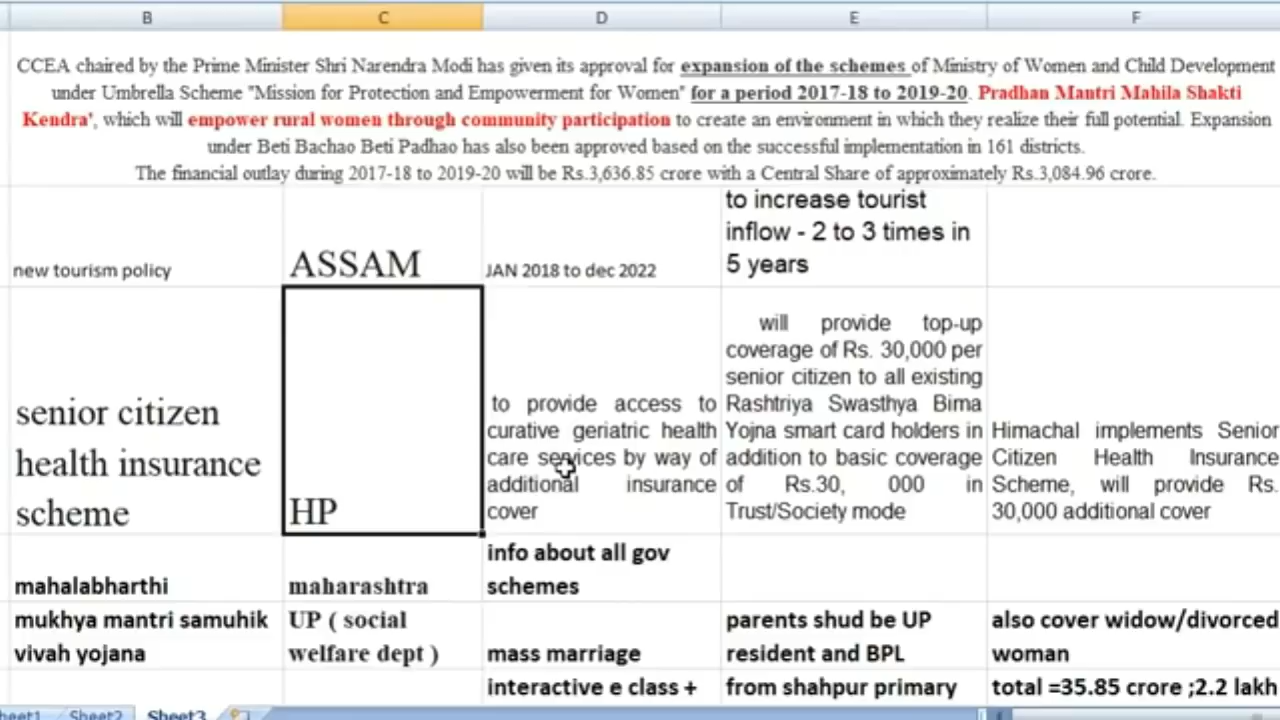 B C D E F
CCEA chaired by the Prime Minister Shri Narendra Modi has given its approval for expansion of the schemes of Ministry of Women and Child Development
under Umbrella Scheme "Mission for Protection and Empowerment for Women" for a period 2017-18 to 2019-20. Pradhan Mantri Mahila Shakti
Kendra', which will empower rural women through community participation to create an environment in which they realize their full potential. Expansion
under Beti Bachao Beti Padhao has also been approved based on the successful implementation in 161 districts.
The financial outlay during 2017-18 to 2019-20 will be Rs.3,636.85 crore with a Central Share of approximately Rs.3,084.96 crore.
new tourism policy
ASSAM
JAN 2018 to dec 2022
to increase tourist
inflow - 2 to 3 times in
5 years
senior citizen
health insurance
scheme
HP
to provide access to
curative geriatric health
care services by way of
additional insurance
cover
will provide top-up
coverage of Rs. 30,000 per
senior citizen to all existing
Rashtriya Swasthya Bima
Yojna smart card holders in
addition to basic coverage
of Rs.30, 000 in
Trust/Society mode
Himachal implements Senior
Citizen Health Insurance
Scheme, will provide Rs.
30,000 additional cover
mahalabharthi
maharashtra
info about all gov
schemes
mukhya mantri samuhik
vivah yojana
UP ( social
welfare dept )
mass marriage
parents shud be UP
resident and BPL
also cover widow/divorced
woman
interactive e class +
from shahpur primary
total =35.85 crore ;2.2 lakh
Sheet2 Sheet3